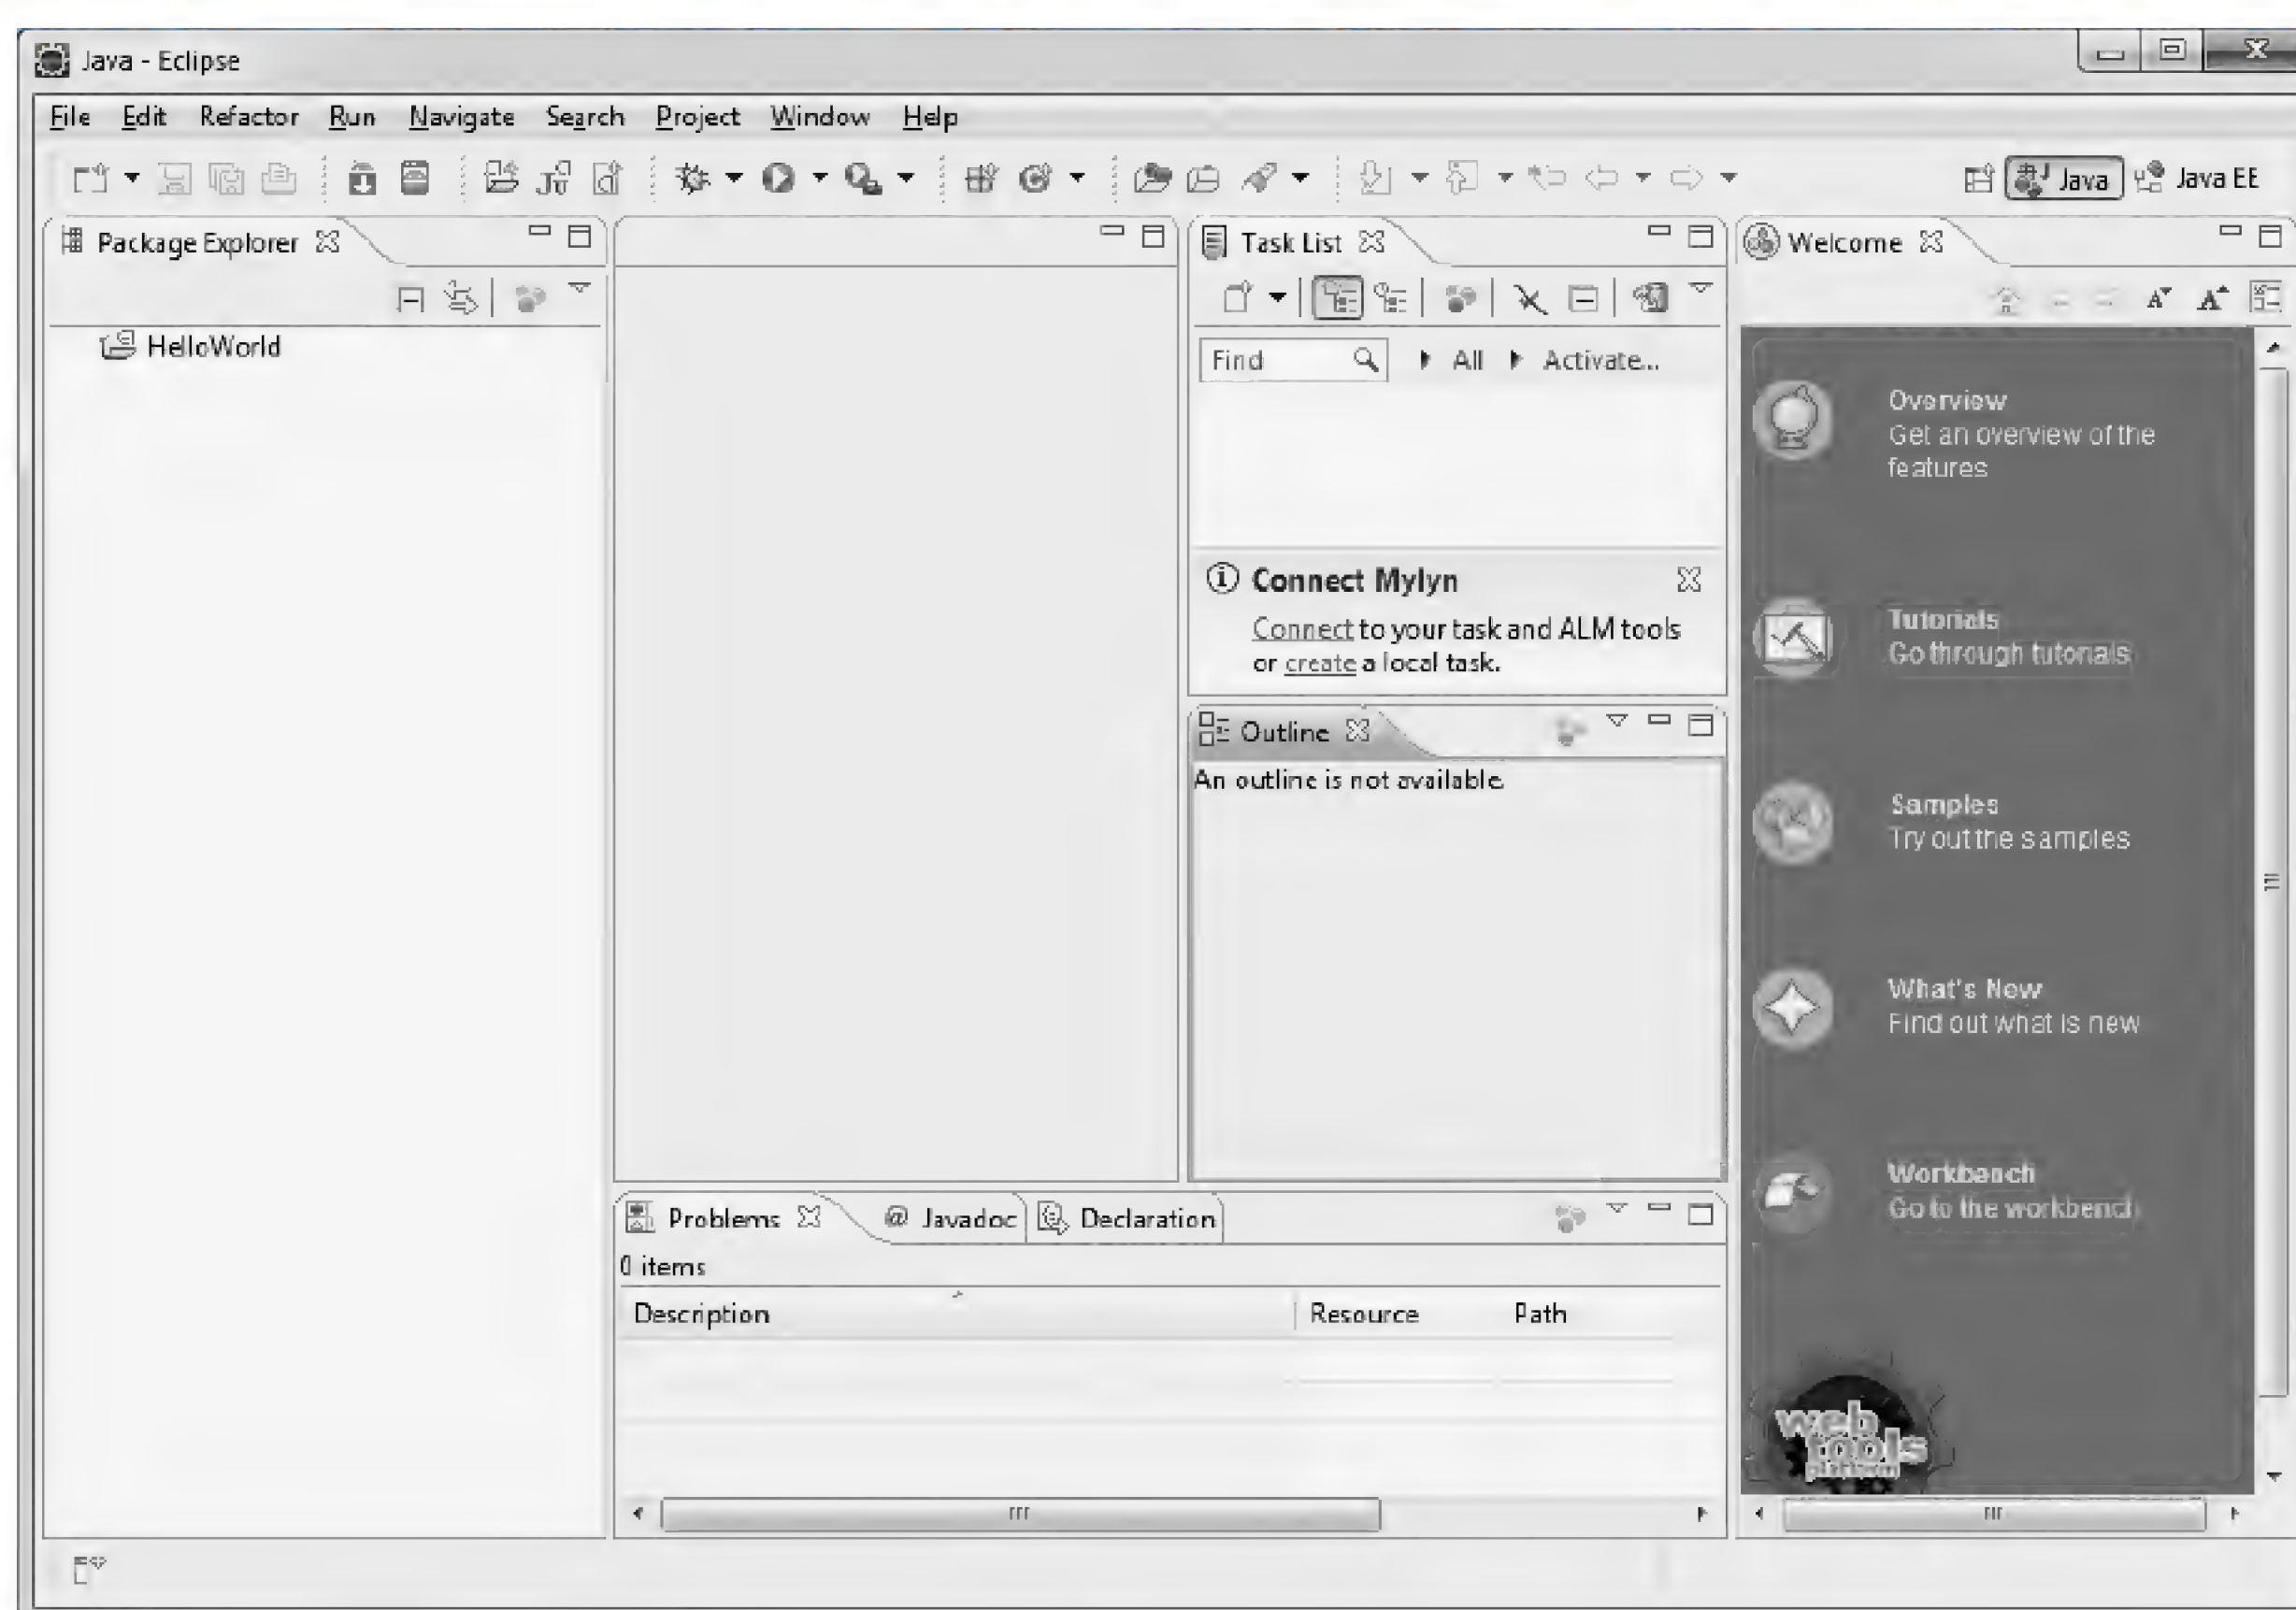 Java - Eclipse
File Edit Refactor Run Navigate Search Project Window Help
Java Java EE
Package Explorer
HelloWorld
Task List
Find All Activate...
Connect Mylyn
Connect to your task and ALM tools
or create a local task.
Outline
An outline is not available.
Problems @ Javadoc Declaration
0 items
Description Resource Path
Welcome
Overview
Get an overview of the
features
Tutorials
Go through tutorials
Samples
Try out the samples
What's New
Find out what is new
Workbench
Go to the workbench
web
tools
platform